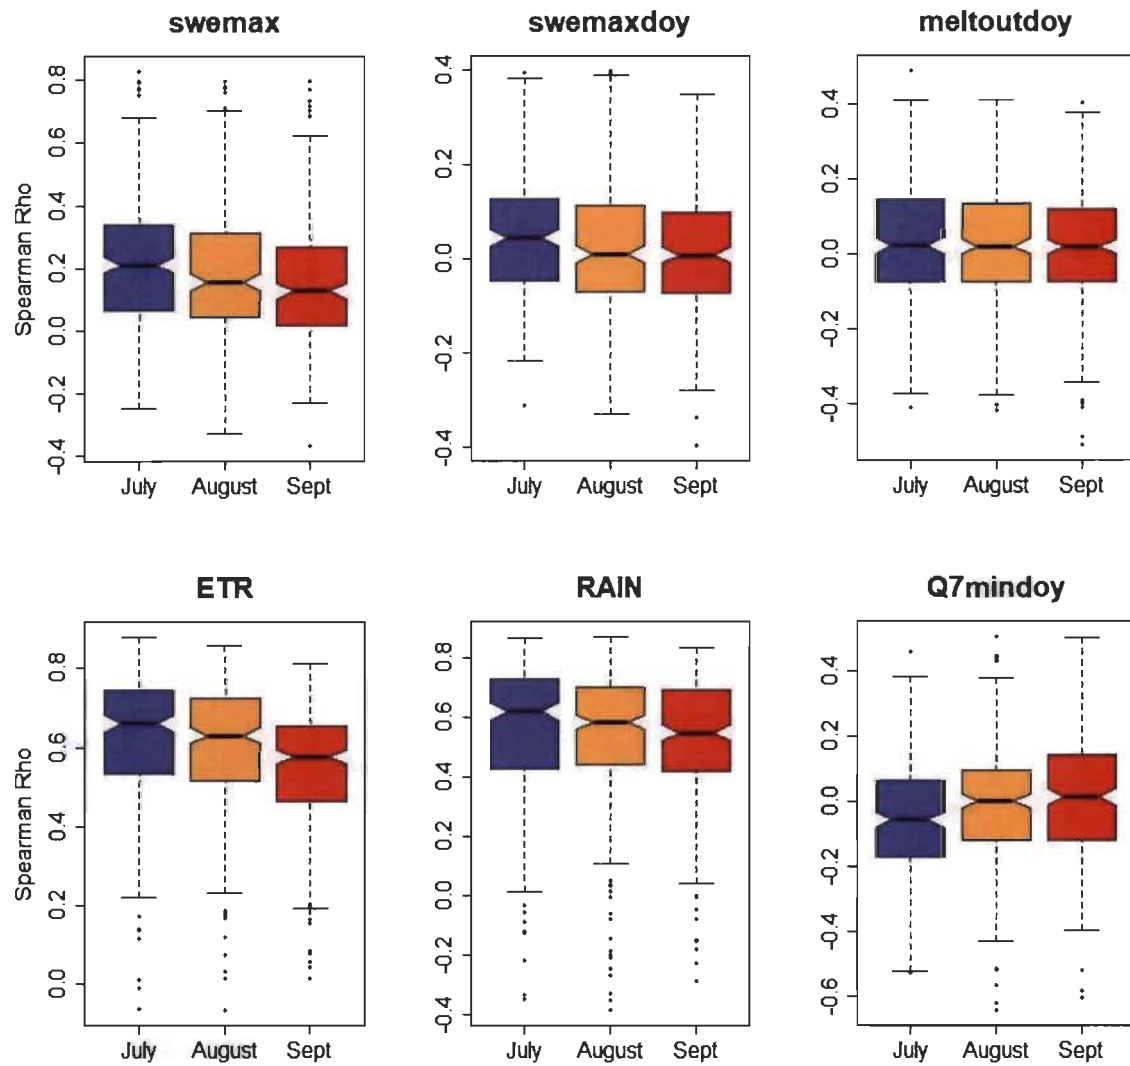 swemax
swemaxdoy
meltoutdoy
Spearman Rho
-0.4 -0.2 0.0 0.2 0.4 0.6 0.8
July August Sept
-0.4 -0.2 0.0 0.2 0.4
July August Sept
-0.4 -0.2 0.0 0.2 0.4
July August Sept
ETR
RAIN
Q7mindoy
Spearman Rho
0.0 0.2 0.4 0.6 0.8
July August Sept
-0.4 -0.2 0.0 0.2 0.4 0.6 0.8
July August Sept
-0.6 -0.4 -0.2 0.0 0.2 0.4
July August Sept